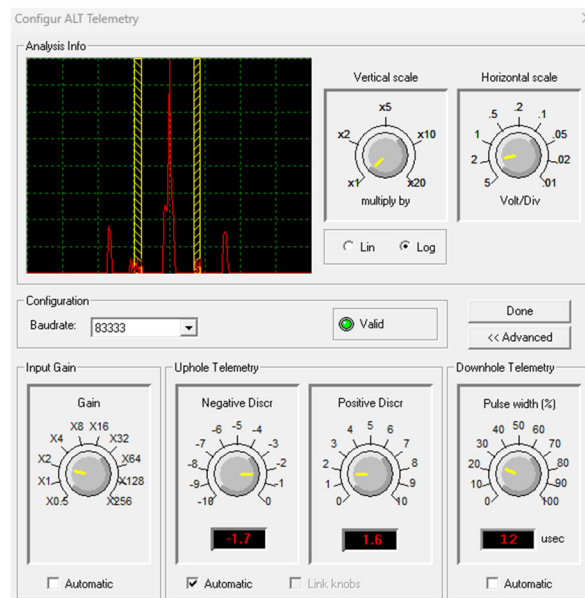 Configur ALT Telemetry
Analysis Info
Vertical scale
x1
x2
x5
x10
x20
multiply by
Horizontal scale
5
2
1
.5
.2
.1
.05
.02
.01
Volt/Div
Lin
Log
Configuration
Baudrate:
83333
Valid
Done
<< Advanced
Input Gain
Gain
X0.5
X1
X2
X4
X8
X16
X32
X64
X128
X256
Automatic
Uphole Telemetry
Negative Discr
-10
-9
-8
-7
-6
-5
-4
-3
-2
-1
0
-1.7
Automatic
Positive Discr
0
1
2
3
4
5
6
7
8
9
10
1.6
Link knobs
Downhole Telemetry
Pulse width (%)
0
10
20
30
40
50
60
70
80
90
100
12
usec
Automatic